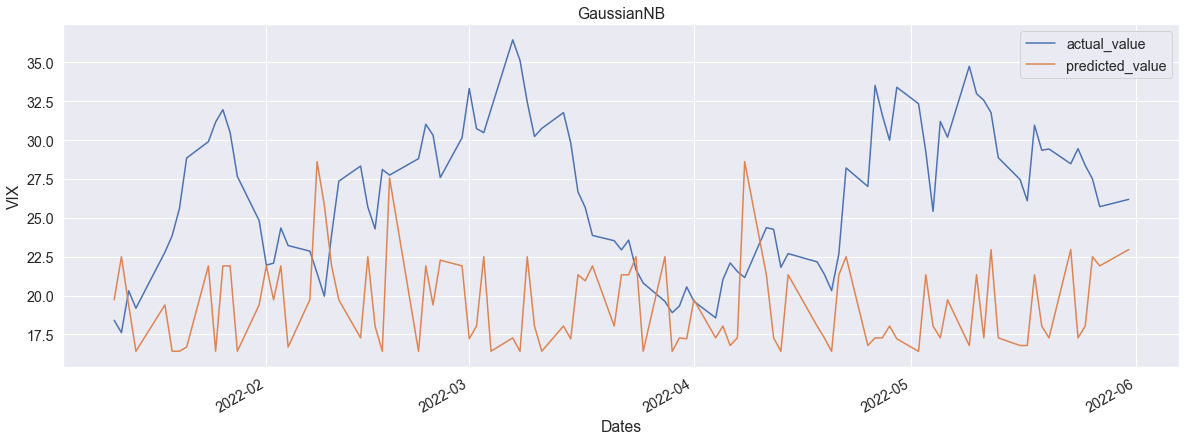 GaussianNB
actual_value
predicted_value
35.0
32.5
30.0
27.5
25.0
22.5
20.0
17.5
VIX
2022-02
2022-03
2022-04
2022-05
2022-06
Dates